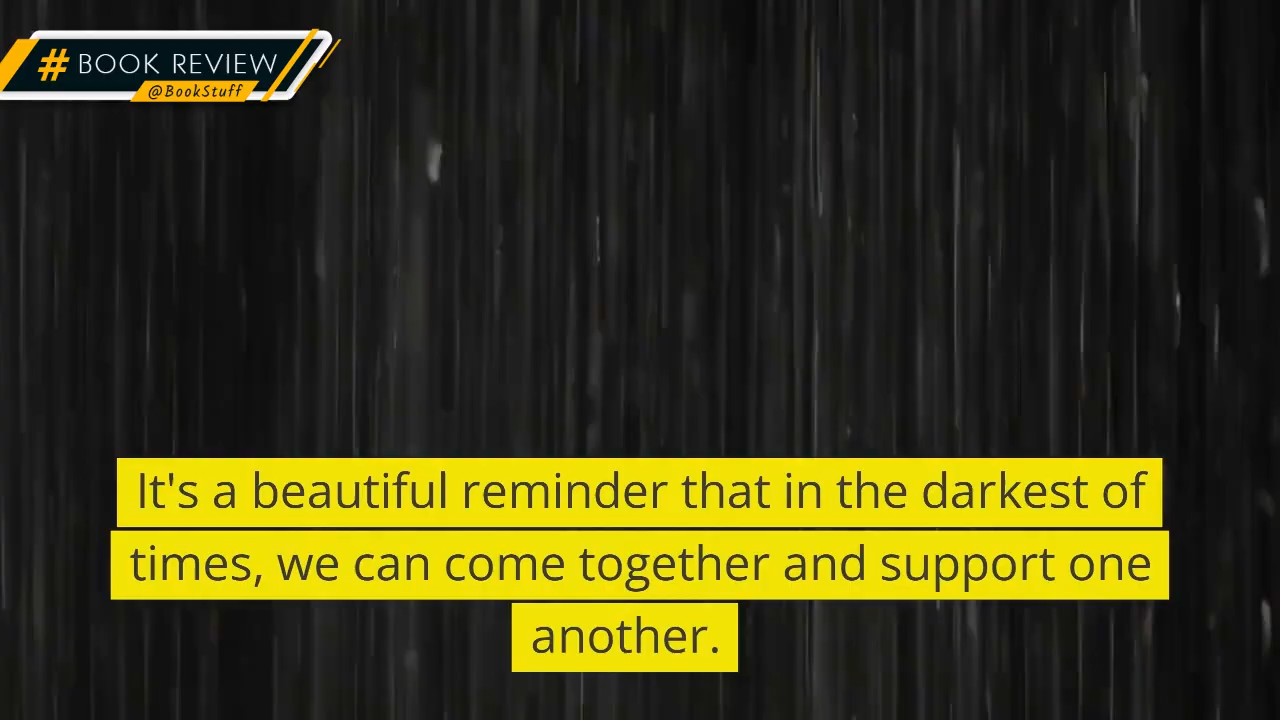 # BOOK REVIEW
@BookStuff
It's a beautiful reminder that in the darkest of
times, we can come together and support one
another.